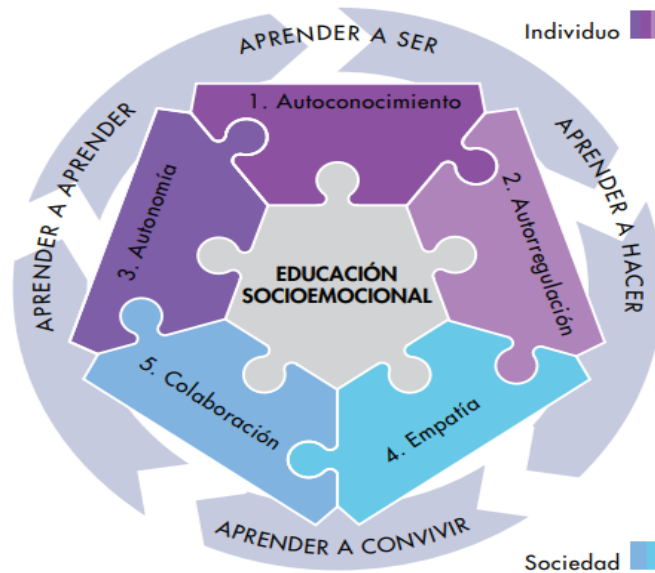 APRENDER A SER
Individuo
1. Autoconocimiento
APRENDER A APRENDER
APRENDER A HACER
3. Autonomía
2. Autorregulación
EDUCACIÓN
SOCIOEMOCIONAL
5. Colaboración
4. Empatía
APRENDER A CONVIVIR
Sociedad